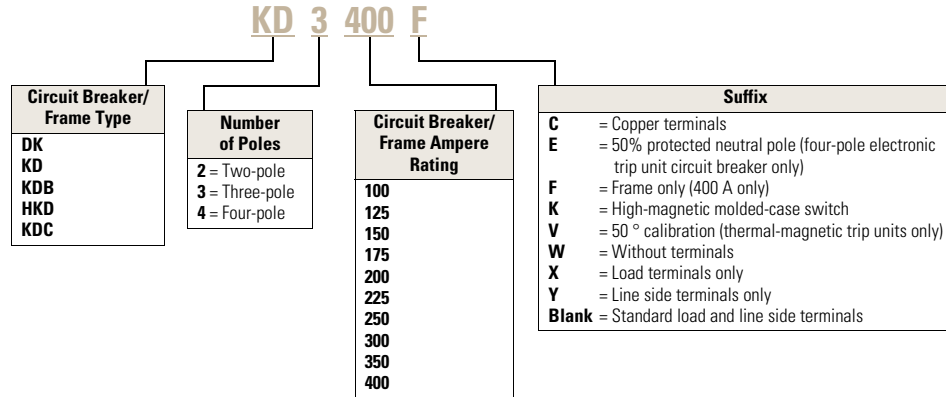 KD 3 400 F
Circuit Breaker/
Frame Type
DK
KD
KDB
HKD
KDC
Number
of Poles
2 = Two-pole
3 = Three-pole
4 = Four-pole
Circuit Breaker/
Frame Ampere
Rating
100
125
150
175
200
225
250
300
350
400
Suffix
C = Copper terminals
E = 50% protected neutral pole (four-pole electronic
trip unit circuit breaker only)
F = Frame only (400 A only)
K = High-magnetic molded-case switch
V = 50 ° calibration (thermal-magnetic trip units only)
W = Without terminals
X = Load terminals only
Y = Line side terminals only
Blank = Standard load and line side terminals